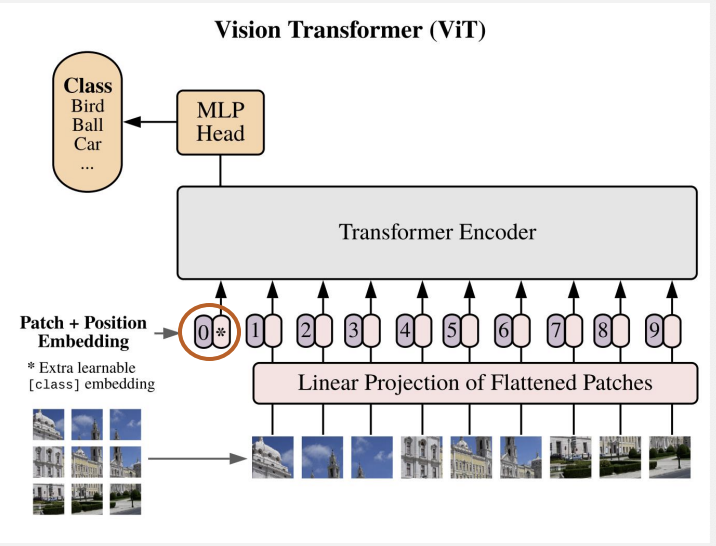 Vision Transformer (ViT)
Class
Bird
Ball
Car
...
MLP
Head
Transformer Encoder
Patch + Position
Embedding
* Extra learnable
[class] embedding
0 * 1 2 3 4 5 6 7 8 9
Linear Projection of Flattened Patches